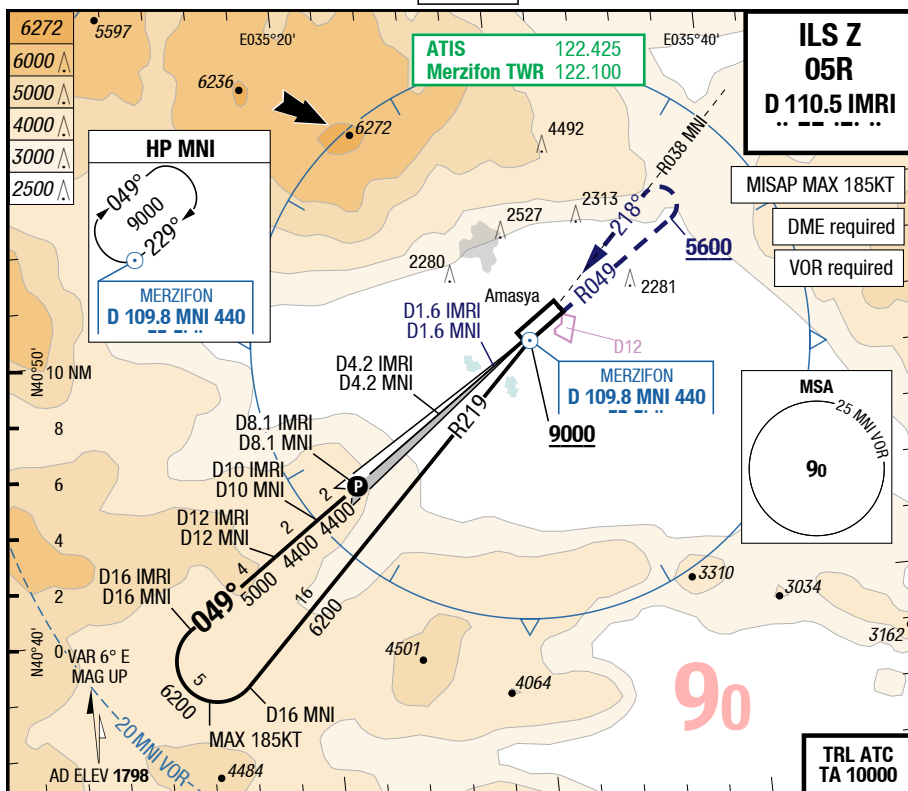 6272
6000
5000
4000
3000
2500
5597
E035°20'
E035°40'
ATIS 122.425
Merzifon TWR 122.100
ILS Z
05R
D 110.5 IMRI
MISAP MAX 185KT
DME required
VOR required
6236
6272
4492
R038 MNI
HP MNI
049°
9000
229°
MERZIFON
D 109.8 MNI 440
2527
2313
218°
5600
2280
R049
2281
Amasya
D1.6 IMRI
D1.6 MNI
D12
D4.2 IMRI
D4.2 MNI
MERZIFON
D 109.8 MNI 440
9000
R219
N40°50'
10 NM
8
6
4
2
0
N40°40'
MSA
25 MNI VOR
90
D8.1 IMRI
D8.1 MNI
P
D10 IMRI
D10 MNI
2
4400
D12 IMRI
D12 MNI
2
4400
4
5000
D16 IMRI
D16 MNI
049°
16
6200
5
6200
D16 MNI
MAX 185KT
3310
3034
3162
4501
4064
90
VAR 6° E
MAG UP
20 MNI VOR
AD ELEV 1798
4484
TRL ATC
TA 10000